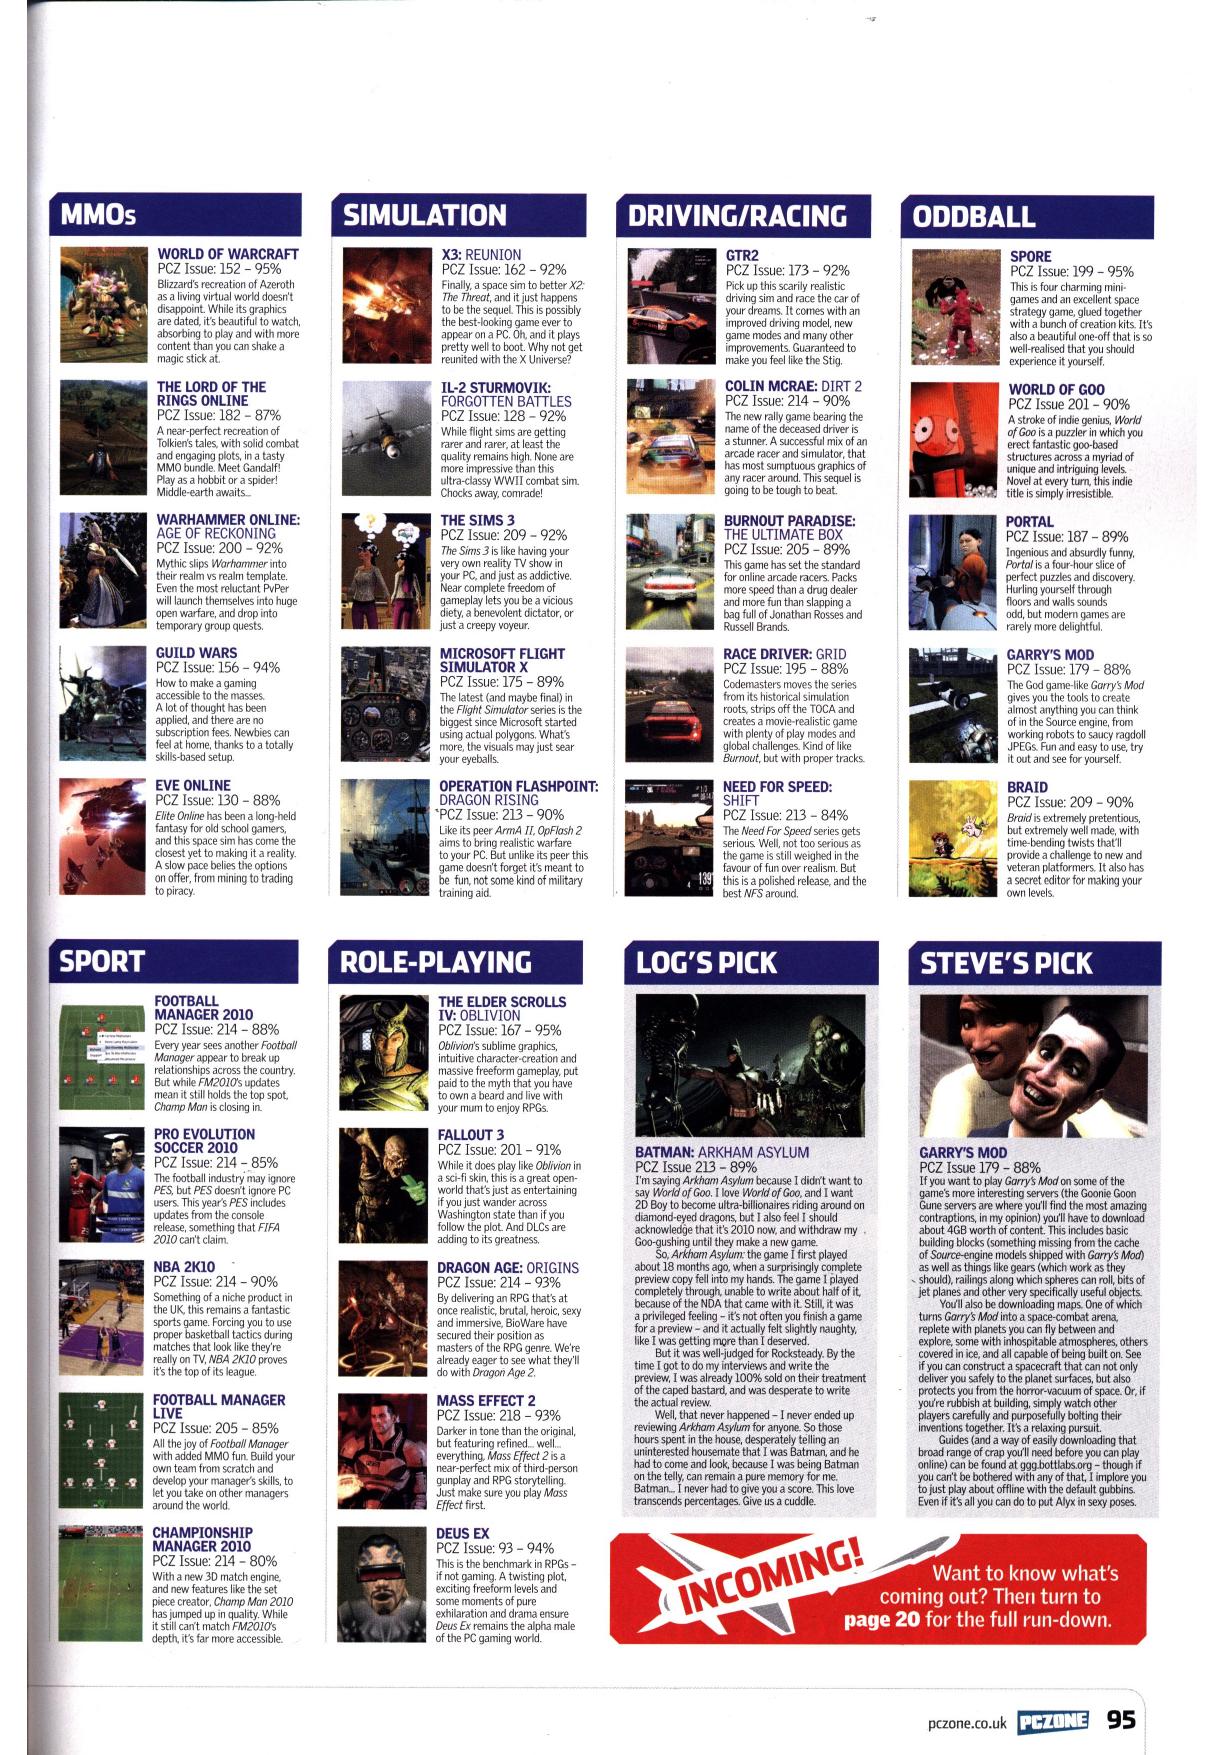 MMOs
WORLD OF WARCRAFT
PCZ Issue: 152 – 95%
Blizzard's recreation of Azeroth
as a living virtual world doesn't
disappoint. While its graphics
are dated, it's beautiful to watch,
absorbing to play and with more
content than you can shake a
magic stick at.
THE LORD OF THE
RINGS ONLINE
PCZ Issue: 182 – 87%
A near-perfect recreation of
Tolkien's tales, with solid combat
and engaging plots, in a tasty
MMO bundle. Meet Gandalf!
Play as a hobbit or a spider!
Middle-earth awaits...
WARHAMMER ONLINE:
AGE OF RECKONING
PCZ Issue: 200 – 92%
Mythic slips Warhammer into
their realm vs realm template.
Even the most reluctant PvPer
will launch themselves into huge
open warfare, and drop into
temporary group quests.
GUILD WARS
PCZ Issue: 156 – 94%
How to make a gaming
accessible to the masses.
A lot of thought has been
applied, and there are no
subscription fees. Newbies can
feel at home, thanks to a totally
skills-based setup.
EVE ONLINE
PCZ Issue: 130 – 88%
Elite Online has been a long-held
fantasy for old school gamers,
and this space sim has come the
closest yet to making it a reality.
A slow pace belies the options
on offer, from mining to trading
to piracy.
SIMULATION
X3: REUNION
PCZ Issue: 162 – 92%
Finally, a space sim to better X2:
The Threat, and it just happens
to be the sequel. This is possibly
the best-looking game ever to
appear on a PC. Oh, and it plays
pretty well to boot. Why not get
reunited with the X Universe?
IL-2 STURMOVIK:
FORGOTTEN BATTLES
PCZ Issue: 128 – 92%
While flight sims are getting
rarer and rarer, at least the
quality remains high. None are
more impressive than this
ultra-classy WWII combat sim.
Chocks away, comrade!
THE SIMS 3
PCZ Issue: 209 – 92%
The Sims 3 is like having your
very own reality TV show in
your PC, and just as addictive.
Near complete freedom of
gameplay lets you be a vicious
diety, a benevolent dictator, or
just a creepy voyeur.
MICROSOFT FLIGHT
SIMULATOR X
PCZ Issue: 175 – 89%
The latest (and maybe final) in
the Flight Simulator series is the
biggest since Microsoft started
using actual polygons. What's
more, the visuals may just sear
your eyeballs.
OPERATION FLASHPOINT:
DRAGON RISING
PCZ Issue: 213 – 90%
Like its peer ArmA II, OpFlash 2
aims to bring realistic warfare
to your PC. But unlike its peer this
game doesn't forget it's meant to
be fun, not some kind of military
training aid.
DRIVING/RACING
GTR2
PCZ Issue: 173 – 92%
Pick up this scarily realistic
driving sim and race the car of
your dreams. It comes with an
improved driving model, new
game modes and many other
improvements. Guaranteed to
make you feel like the Stig.
COLIN MCRAE: DIRT 2
PCZ Issue: 214 – 90%
The new rally game bearing the
name of the deceased driver is
a stunner. A successful mix of an
arcade racer and simulator, that
has most sumptuous graphics of
any racer around. This sequel is
going to be tough to beat.
BURNOUT PARADISE:
THE ULTIMATE BOX
PCZ Issue: 205 – 89%
This game has set the standard
for online arcade racers. Packs
more speed than a drug dealer
and more fun than slapping a
bag full of Jonathan Rosses and
Russell Brands.
RACE DRIVER: GRID
PCZ Issue: 195 – 88%
Codemasters moves the series
from its historical simulation
roots, strips off the TOCA and
creates a movie-realistic game
with plenty of play modes and
global challenges. Kind of like
Burnout, but with proper tracks.
NEED FOR SPEED:
SHIFT
PCZ Issue: 213 – 84%
The Need For Speed series gets
serious. Well, not too serious as
the game is still weighed in the
favour of fun over realism. But
this is a polished release, and the
best NFS around.
139
ODDBALL
SPORE
PCZ Issue: 199 – 95%
This is four charming mini-
games and an excellent space
strategy game, glued together
with a bunch of creation kits. It's
also a beautiful one-off that is so
well-realised that you should
experience it yourself.
WORLD OF GOO
PCZ Issue 201 – 90%
A stroke of indie genius, World
of Goo is a puzzler in which you
erect fantastic goo-based
structures across a myriad of
unique and intriguing levels.
Novel at every turn, this indie
title is simply irresistible.
PORTAL
PCZ Issue: 187 – 89%
Ingenious and absurdly funny,
Portal is a four-hour slice of
perfect puzzles and discovery.
Hurling yourself through
floors and walls sounds
odd, but modern games are
rarely more delightful.
GARRY'S MOD
PCZ Issue: 179 – 88%
The God game-like Garry's Mod
gives you the tools to create
almost anything you can think
of in the Source engine, from
working robots to saucy ragdoll
JPEGs. Fun and easy to use, try
it out and see for yourself.
BRAID
PCZ Issue: 209 – 90%
Braid is extremely pretentious,
but extremely well made, with
time-bending twists that'll
provide a challenge to new and
veteran platformers. It also has
a secret editor for making your
own levels.
SPORT
FOOTBALL
MANAGER 2010
PCZ Issue: 214 – 88%
Every year sees another Football
Manager appear to break up
relationships across the country.
But while FM2010's updates
mean it still holds the top spot,
Champ Man is closing in.
PRO EVOLUTION
SOCCER 2010
PCZ Issue: 214 – 85%
The football industry may ignore
PES, but PES doesn't ignore PC
users. This year's PES includes
updates from the console
release, something that FIFA
2010 can't claim.
NBA 2K10
PCZ Issue: 214 – 90%
Something of a niche product in
the UK, this remains a fantastic
sports game. Forcing you to use
proper basketball tactics during
matches that look like they're
really on TV, NBA 2K10 proves
it's the top of its league.
FOOTBALL MANAGER
LIVE
PCZ Issue: 205 – 85%
All the joy of Football Manager
with added MMO fun. Build your
own team from scratch and
develop your manager's skills, to
let you take on other managers
around the world.
CHAMPIONSHIP
MANAGER 2010
PCZ Issue: 214 – 80%
With a new 3D match engine,
and new features like the set
piece creator, Champ Man 2010
has jumped up in quality. While
it still can't match FM2010's
depth, it's far more accessible.
ROLE-PLAYING
THE ELDER SCROLLS
IV: OBLIVION
PCZ Issue: 167 – 95%
Oblivion's sublime graphics,
intuitive character-creation and
massive freeform gameplay, put
paid to the myth that you have
to own a beard and live with
your mum to enjoy RPGs.
FALLOUT 3
PCZ Issue: 201 – 91%
While it does play like Oblivion in
a sci-fi skin, this is a great open-
world that's just as entertaining
if you just wander across
Washington state than if you
follow the plot. And DLCs are
adding to its greatness.
DRAGON AGE: ORIGINS
PCZ Issue: 214 – 93%
By delivering an RPG that's at
once realistic, brutal, heroic, sexy
and immersive, BioWare have
secured their position as
masters of the RPG genre. We're
already eager to see what they'll
do with Dragon Age 2.
MASS EFFECT 2
PCZ Issue: 218 – 93%
Darker in tone than the original,
but featuring refined... well...
everything, Mass Effect 2 is a
near-perfect mix of third-person
gunplay and RPG storytelling.
Just make sure you play Mass
Effect first.
DEUS EX
PCZ Issue: 93 – 94%
This is the benchmark in RPGs –
if not gaming. A twisting plot,
exciting freeform levels and
some moments of pure
exhilaration and drama ensure
Deus Ex remains the alpha male
of the PC gaming world.
LOG'S PICK
BATMAN: ARKHAM ASYLUM
PCZ Issue 213 – 89%
I'm saying Arkham Asylum because I didn't want to
say World of Goo. I love World of Goo, and I want
2D Boy to become ultra-billionaires riding around on
diamond-eyed dragons, but I also feel I should
acknowledge that it's 2010 now, and withdraw my
Goo-gushing until they make a new game.
So, Arkham Asylum: the game I first played
about 18 months ago, when a surprisingly complete
preview copy fell into my hands. The game I played
completely through, unable to write about half of it,
because of the NDA that came with it. Still, it was
a privileged feeling – it's not often you finish a game
for a preview – and it actually felt slightly naughty,
like I was getting more than I deserved.
But it was well-judged for Rocksteady. By the
time I got to do my interviews and write the
preview, I was already 100% sold on their treatment
of the caped bastard, and was desperate to write
the actual review.
Well, that never happened – I never ended up
reviewing Arkham Asylum for anyone. So those
hours spent in the house, desperately telling an
uninterested housemate that I was Batman, and he
had to come and look, because I was being Batman
on the telly, can remain a pure memory for me.
Batman... I never had to give you a score. This love
transcends percentages. Give us a cuddle.
STEVE'S PICK
GARRY'S MOD
PCZ Issue 179 – 88%
If you want to play Garry's Mod on some of the
game's more interesting servers (the Goonie Goon
Gune servers are where you'll find the most amazing
contraptions, in my opinion) you'll have to download
about 4GB worth of content. This includes basic
building blocks (something missing from the cache
of Source-engine models shipped with Garry's Mod)
as well as things like gears (which work as they
should), railings along which spheres can roll, bits of
jet planes and other very specifically useful objects.
You'll also be downloading maps. One of which
turns Garry's Mod into a space-combat arena,
replete with planets you can fly between and
explore, some with inhospitable atmospheres, others
covered in ice, and all capable of being built on. See
if you can construct a spacecraft that can not only
deliver you safely to the planet surfaces, but also
protects you from the horror-vacuum of space. Or, if
you're rubbish at building, simply watch other
players carefully and purposefully bolting their
inventions together. It's a relaxing pursuit.
Guides (and a way of easily downloading that
broad range of crap you'll need before you can play
online) can be found at ggg.bottlabs.org – though if
you can't be bothered with any of that, I implore you
to just play about offline with the default gubbins.
Even if it's all you can do to put Alyx in sexy poses.
INCOMING!
Want to know what's
coming out? Then turn to
page 20 for the full run-down.
pczone.co.uk PCZONE 95